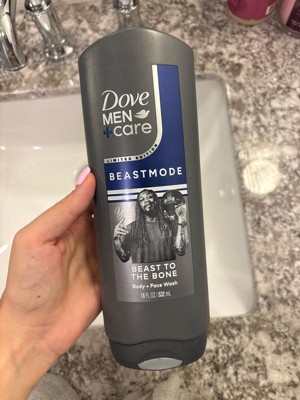 Dove
MEN
+care
LIMITED EDITION
BEASTMODE
BEAST TO
THE BONE
Body + Face Wash
18 FL OZ / 532 mL